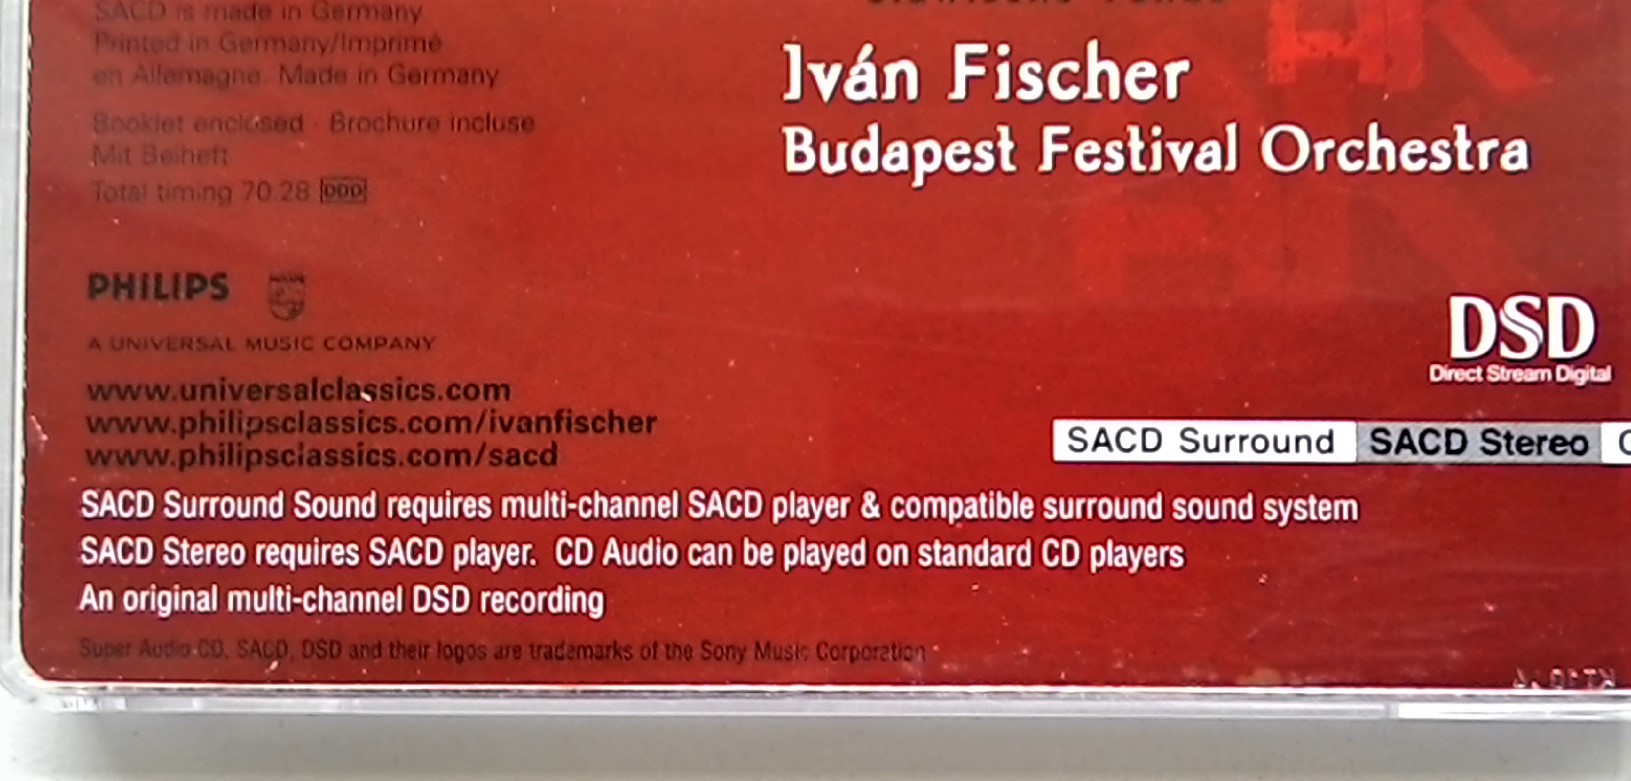 SACD is made in Germany
Printed in Germany/Imprimé
en Allemagne. Made in Germany
Booklet enclosed · Brochure incluse
Mit Beiheft
Total timing 70.28 DDD
Iván Fischer
Budapest Festival Orchestra
PHILIPS
A UNIVERSAL MUSIC COMPANY
www.universalclassics.com
www.philipsclassics.com/ivanfischer
www.philipsclassics.com/sacd
DSD
Direct Stream Digital
SACD Surround SACD Stereo
SACD Surround Sound requires multi-channel SACD player & compatible surround sound system
SACD Stereo requires SACD player. CD Audio can be played on standard CD players
An original multi-channel DSD recording
Super Audio CD, SACD, DSD and their logos are trademarks of the Sony Music Corporation